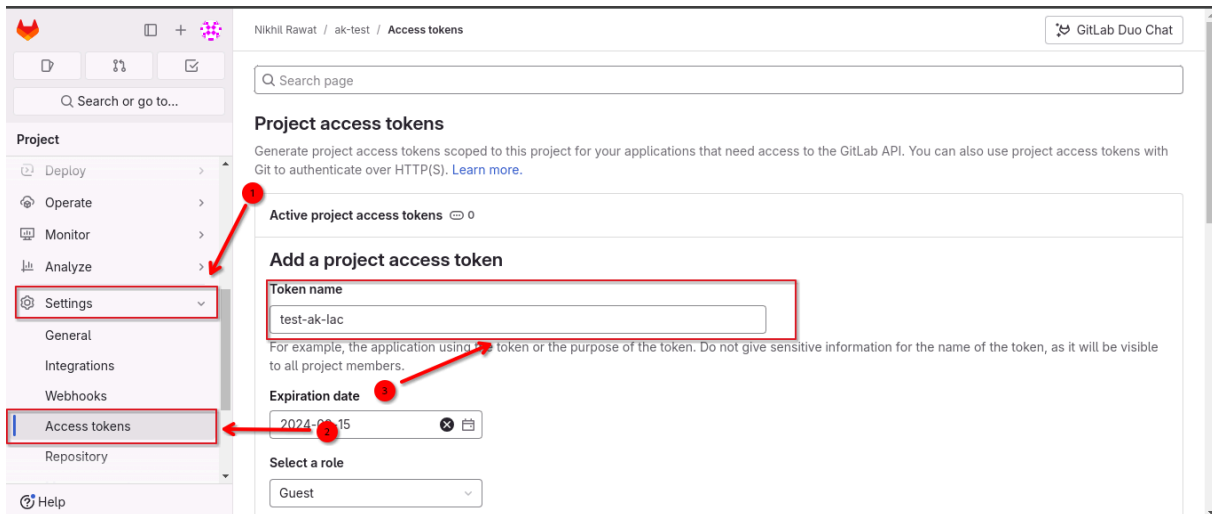 Nikhil Rawat / ak-test / Access tokens
GitLab Duo Chat
Search or go to...
Search page
Project
Deploy
Operate
Monitor
Analyze
Settings
General
Integrations
Webhooks
Access tokens
Repository
Help
Project access tokens
Generate project access tokens scoped to this project for your applications that need access to the GitLab API. You can also use project access tokens with
Git to authenticate over HTTP(S). Learn more.
Active project access tokens 0
Add a project access token
Token name
test-ak-lac
For example, the application using the token or the purpose of the token. Do not give sensitive information for the name of the token, as it will be visible
to all project members.
Expiration date
Select a role
Guest
1
2
3